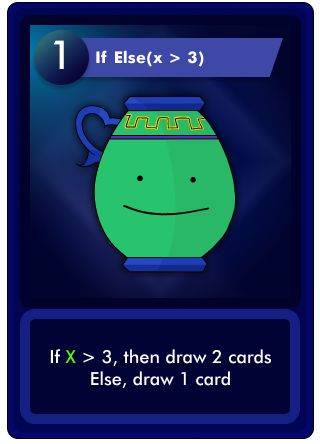 1
If Else(x > 3)
If X > 3, then draw 2 cards
Else, draw 1 card